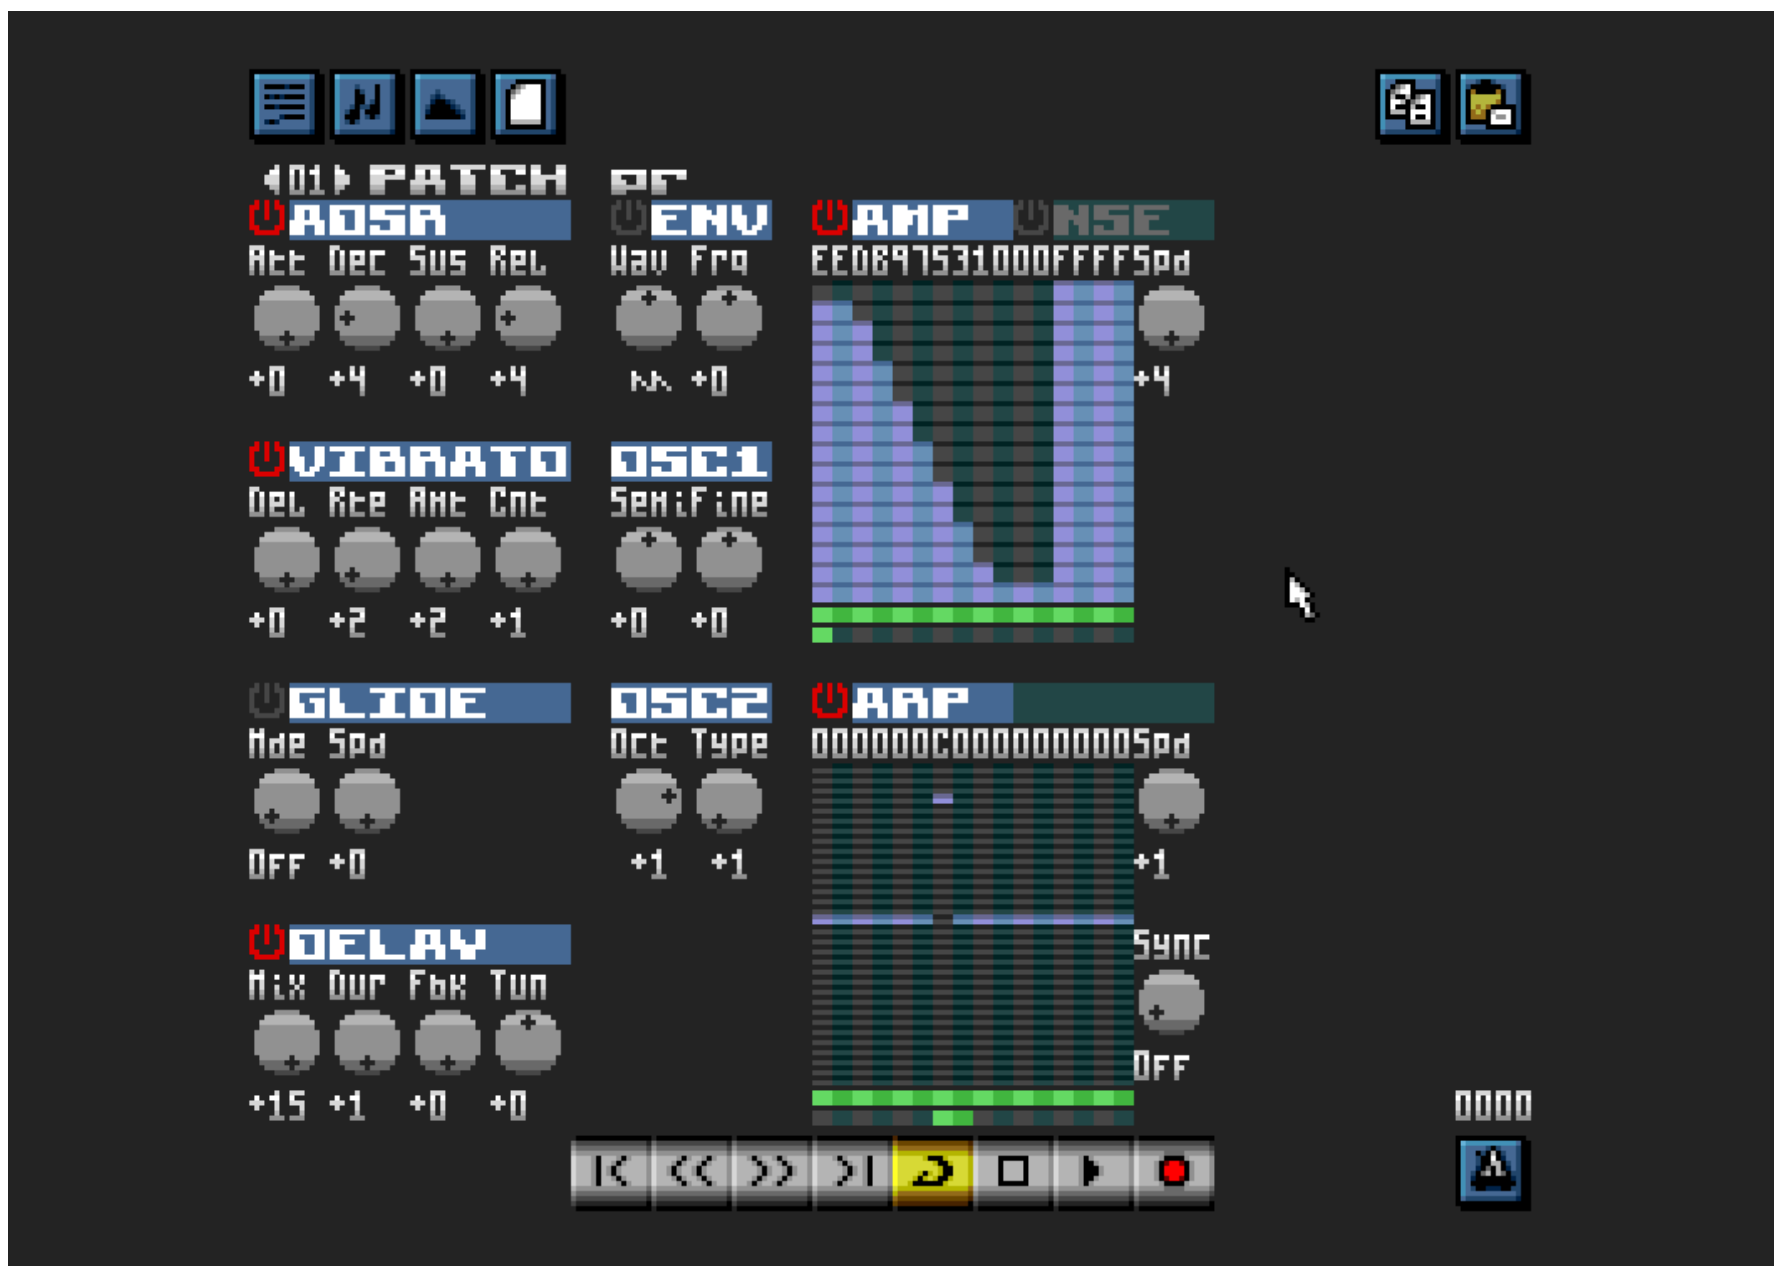 01 PATCH pr
ADSR ENV AMP NSE
Att Dec Sus Rel Wav Frq EEDB97531000FFFF Spd
+0 +4 +0 +4 +0 +4
VIBRATO OSC1
Del Rte Amt Cnt Semi Fine
+0 +2 +2 +1 +0 +0
GLIDE OSC2 ARP
Mde Spd Oct Type 000000C000000000 Spd
Off +0 +1 +1 +1
DELAY Sync
Mix Dur Fbk Tun
Off
+15 +1 +0 +0 0000